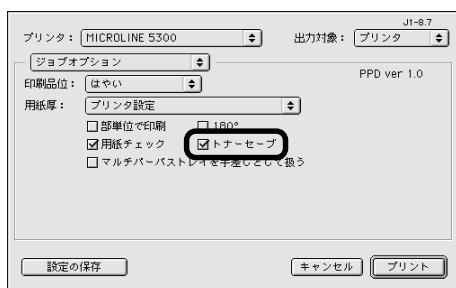 J1-8.7
プリンタ： MICROLINE 5300 出力対象： プリンタ
ジョブオプション
PPD ver 1.0
印刷品位： はやい
用紙厚： プリンタ設定
部単位で印刷 180°
用紙チェック トナーセーブ
マルチパーパストレイを手差しとして扱う
設定の保存 キャンセル プリント